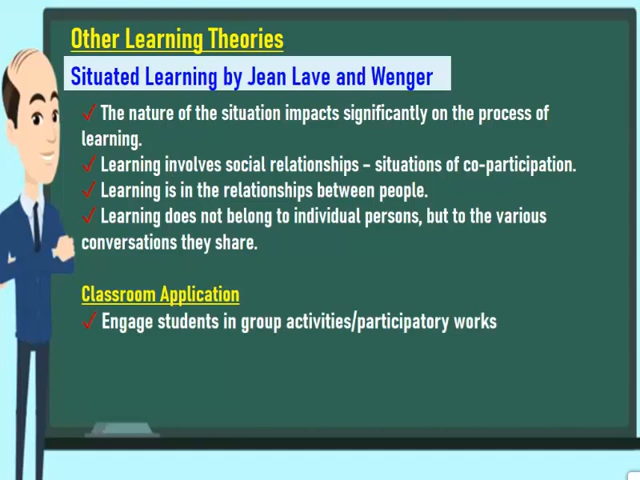 Other Learning Theories
Situated Learning by Jean Lave and Wenger
✓ The nature of the situation impacts significantly on the process of
learning.
✓ Learning involves social relationships – situations of co-participation.
✓ Learning is in the relationships between people.
✓ Learning does not belong to individual persons, but to the various
conversations they share.
Classroom Application
✓ Engage students in group activities/participatory works